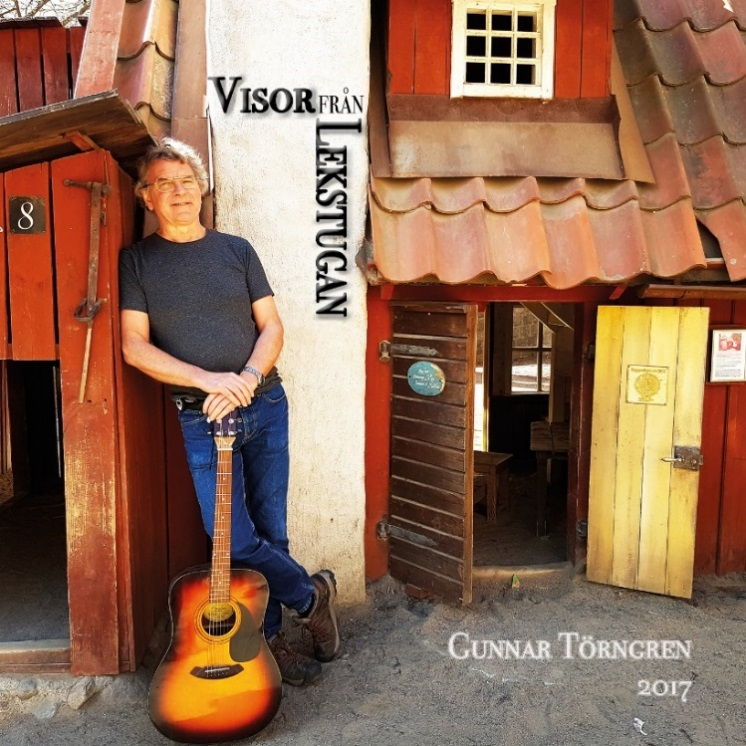 VISOR FRÅN
LEKSTUGAN
8
GUNNAR TÖRNGREN
2017